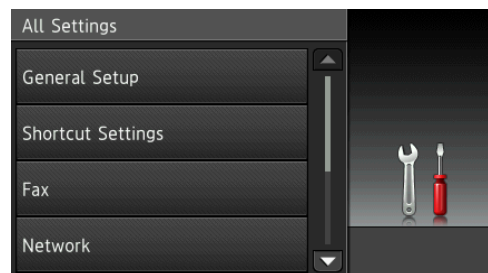 All Settings
General Setup
Shortcut Settings
Fax
Network